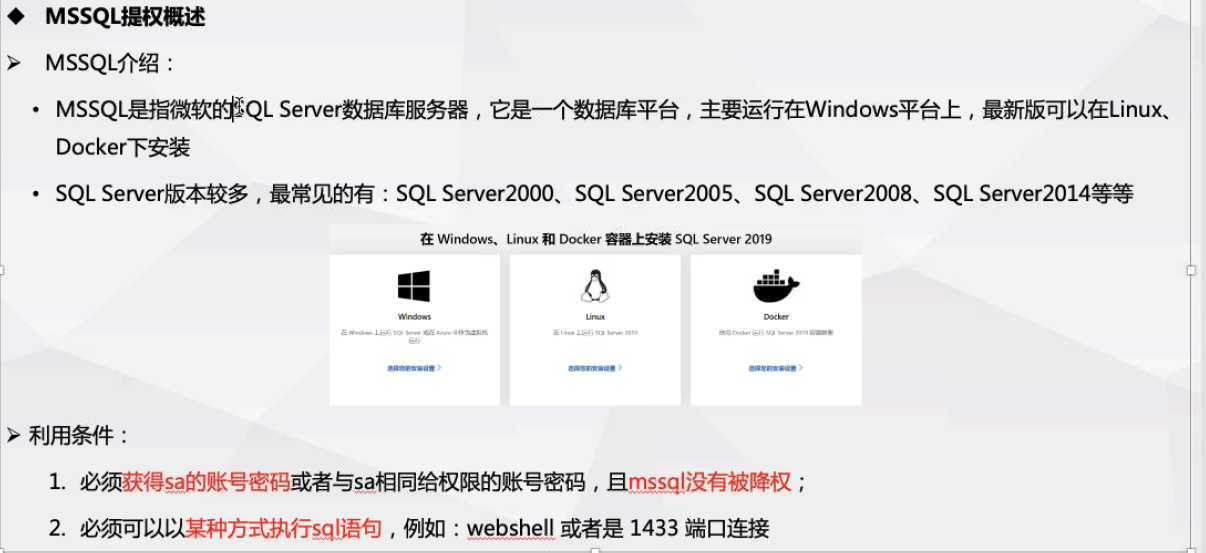 ◆ MSSQL提权概述
➢ MSSQL介绍：
• MSSQL是指微软的SQL Server数据库服务器，它是一个数据库平台，主要运行在Windows平台上，最新版可以在Linux、
Docker下安装
• SQL Server版本较多，最常见的有：SQL Server2000、SQL Server2005、SQL Server2008、SQL Server2014等等
在 Windows、Linux 和 Docker 容器上安装 SQL Server 2019
Windows
在 Windows 上运行 SQL Server 或在 Azure 中作为虚拟机
运行
选择您的安装设置 >
Linux
在 Linux 上运行 SQL Server 2019
选择您的安装设置 >
Docker
使用 Docker 运行 SQL Server 2019 容器映像
选择您的安装设置 >
➢ 利用条件：
1. 必须获得sa的账号密码或者与sa相同给权限的账号密码，且mssql没有被降权；
2. 必须可以以某种方式执行sql语句，例如：webshell 或者是 1433 端口连接